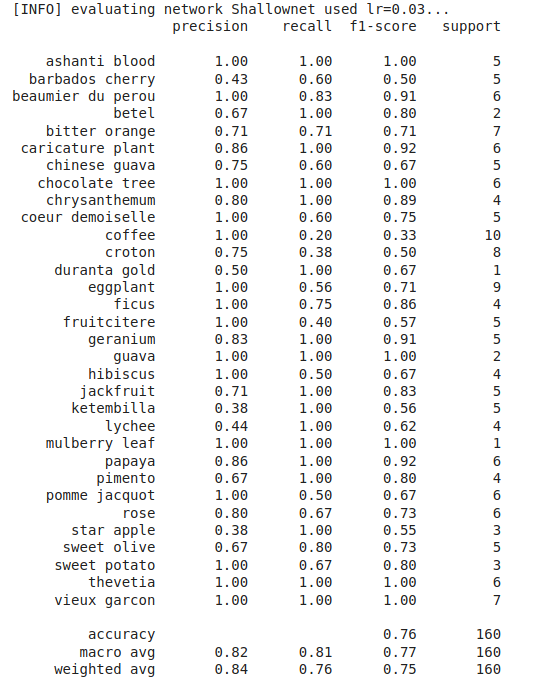 [INFO] evaluating network Shallownet used lr=0.03...
precision recall f1-score support
ashanti blood 1.00 1.00 1.00 5
barbados cherry 0.43 0.60 0.50 5
beaumier du perou 1.00 0.83 0.91 6
betel 0.67 1.00 0.80 2
bitter orange 0.71 0.71 0.71 7
caricature plant 0.86 1.00 0.92 6
chinese guava 0.75 0.60 0.67 5
chocolate tree 1.00 1.00 1.00 6
chrysanthemum 0.80 1.00 0.89 4
coeur demoiselle 1.00 0.60 0.75 5
coffee 1.00 0.20 0.33 10
croton 0.75 0.38 0.50 8
duranta gold 0.50 1.00 0.67 1
eggplant 1.00 0.56 0.71 9
ficus 1.00 0.75 0.86 4
fruitcitere 1.00 0.40 0.57 5
geranium 0.83 1.00 0.91 5
guava 1.00 1.00 1.00 2
hibiscus 1.00 0.50 0.67 4
jackfruit 0.71 1.00 0.83 5
ketembilla 0.38 1.00 0.56 5
lychee 0.44 1.00 0.62 4
mulberry leaf 1.00 1.00 1.00 1
papaya 0.86 1.00 0.92 6
pimento 0.67 1.00 0.80 4
pomme jacquot 1.00 0.50 0.67 6
rose 0.80 0.67 0.73 6
star apple 0.38 1.00 0.55 3
sweet olive 0.67 0.80 0.73 5
sweet potato 1.00 0.67 0.80 3
thevetia 1.00 1.00 1.00 6
vieux garcon 1.00 1.00 1.00 7
accuracy 0.76 160
macro avg 0.82 0.81 0.77 160
weighted avg 0.84 0.76 0.75 160